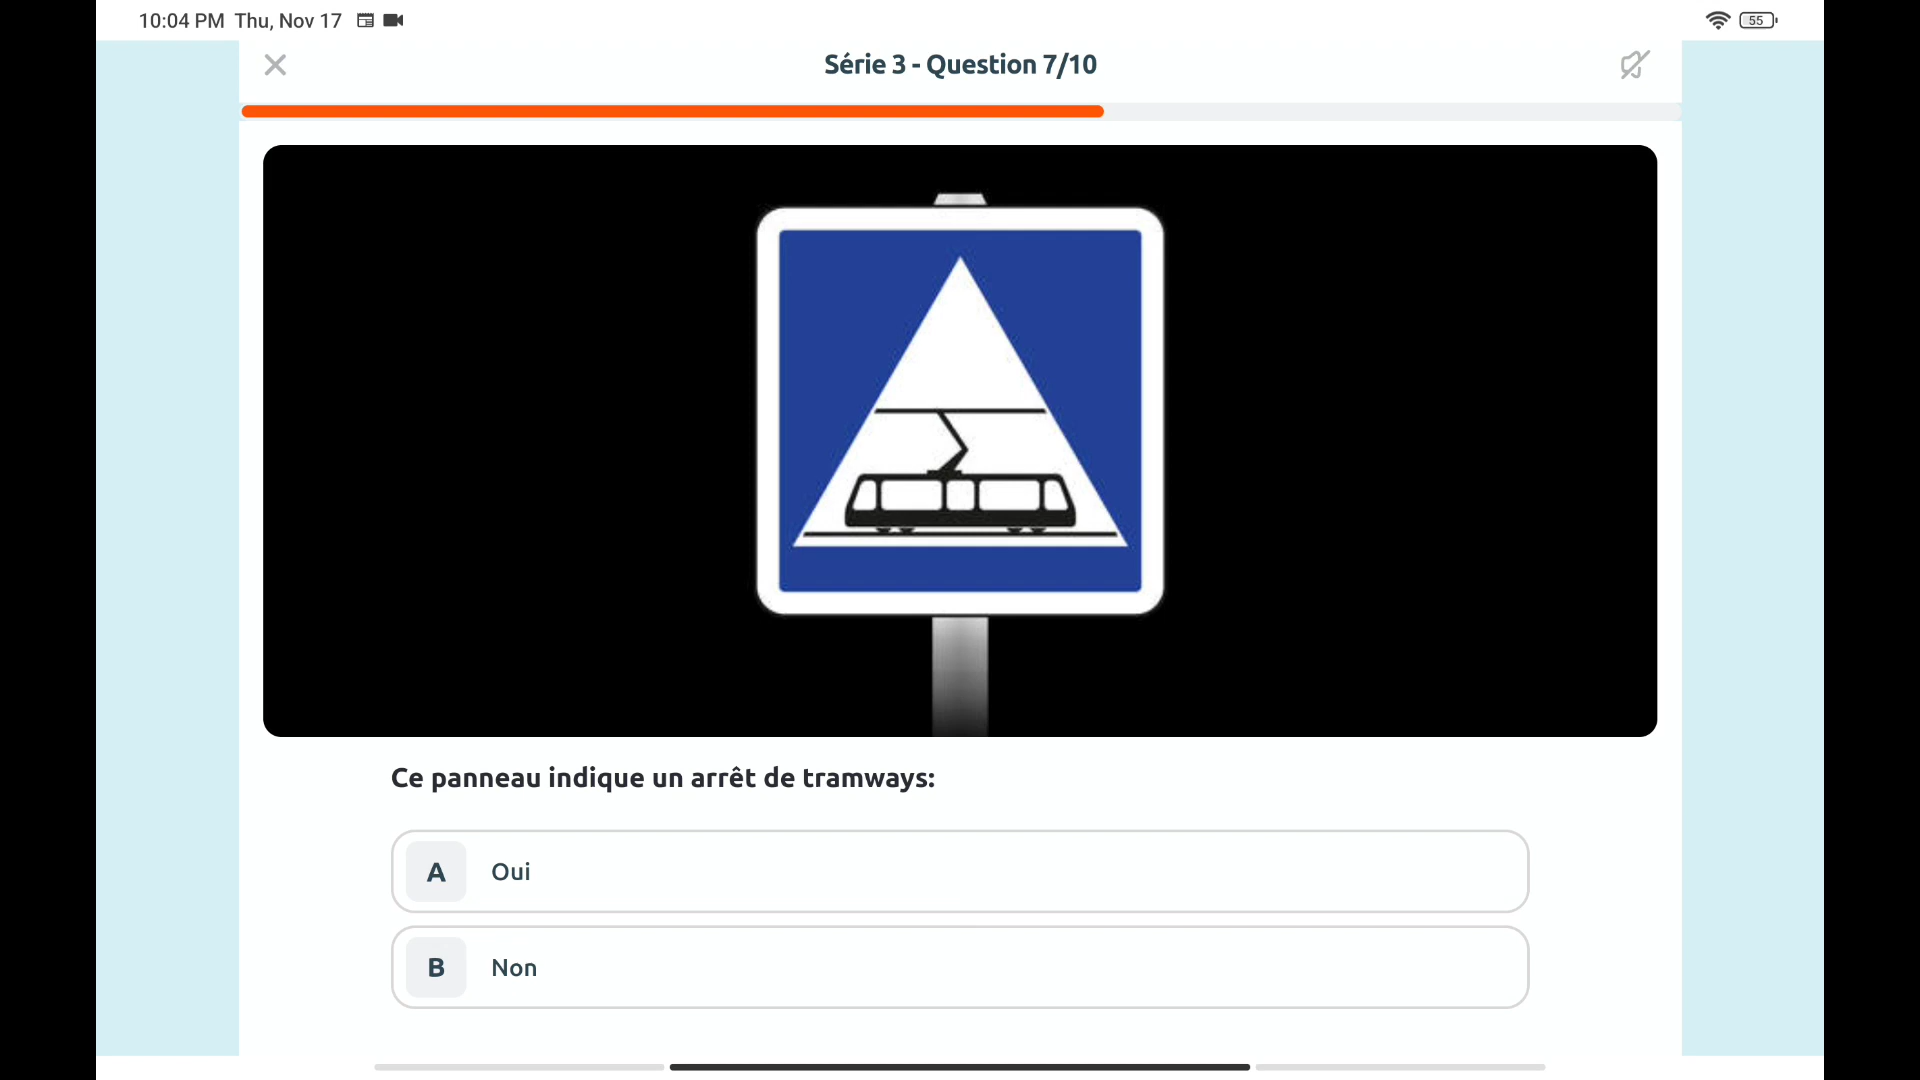 10:04 PM Thu, Nov 17
55
Série 3 - Question 7/10
Ce panneau indique un arrêt de tramways:
A Oui
B Non